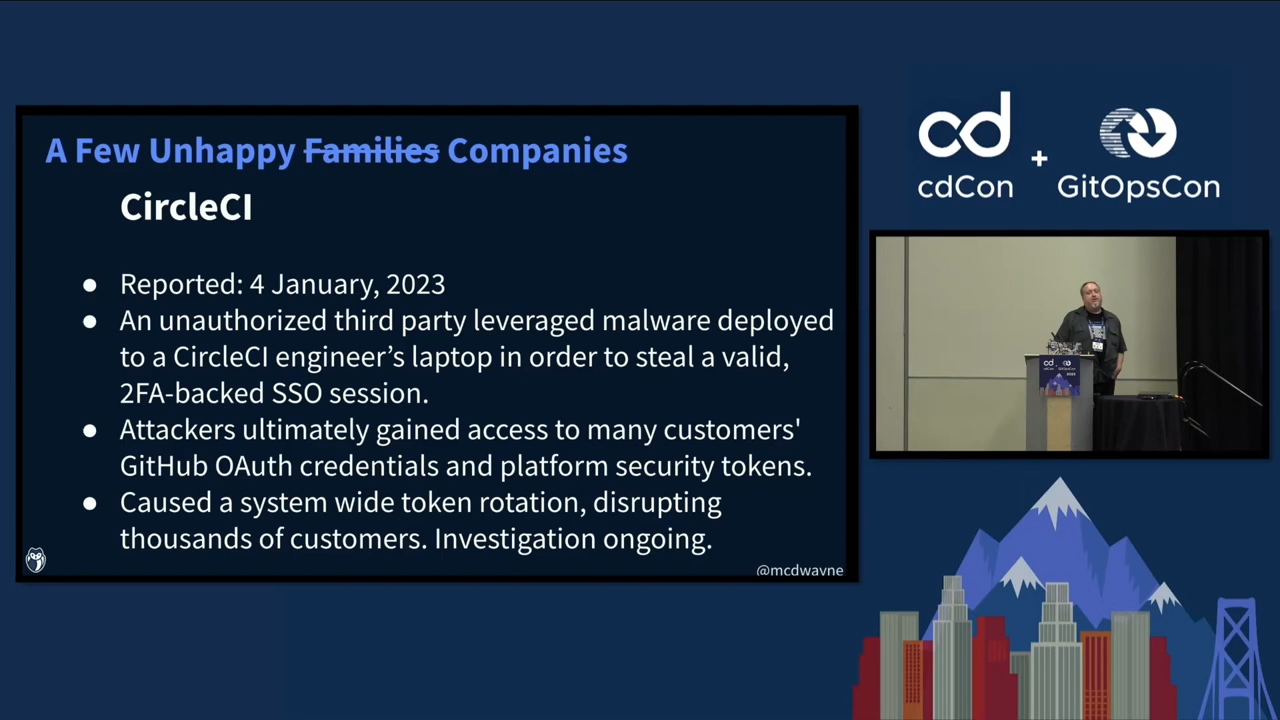 A Few Unhappy Families Companies
CircleCI
● Reported: 4 January, 2023
● An unauthorized third party leveraged malware deployed
to a CircleCI engineer’s laptop in order to steal a valid,
2FA-backed SSO session.
● Attackers ultimately gained access to many customers'
GitHub OAuth credentials and platform security tokens.
● Caused a system wide token rotation, disrupting
thousands of customers. Investigation ongoing.
@mcdwayne
cd
+
cdCon
GitOpsCon